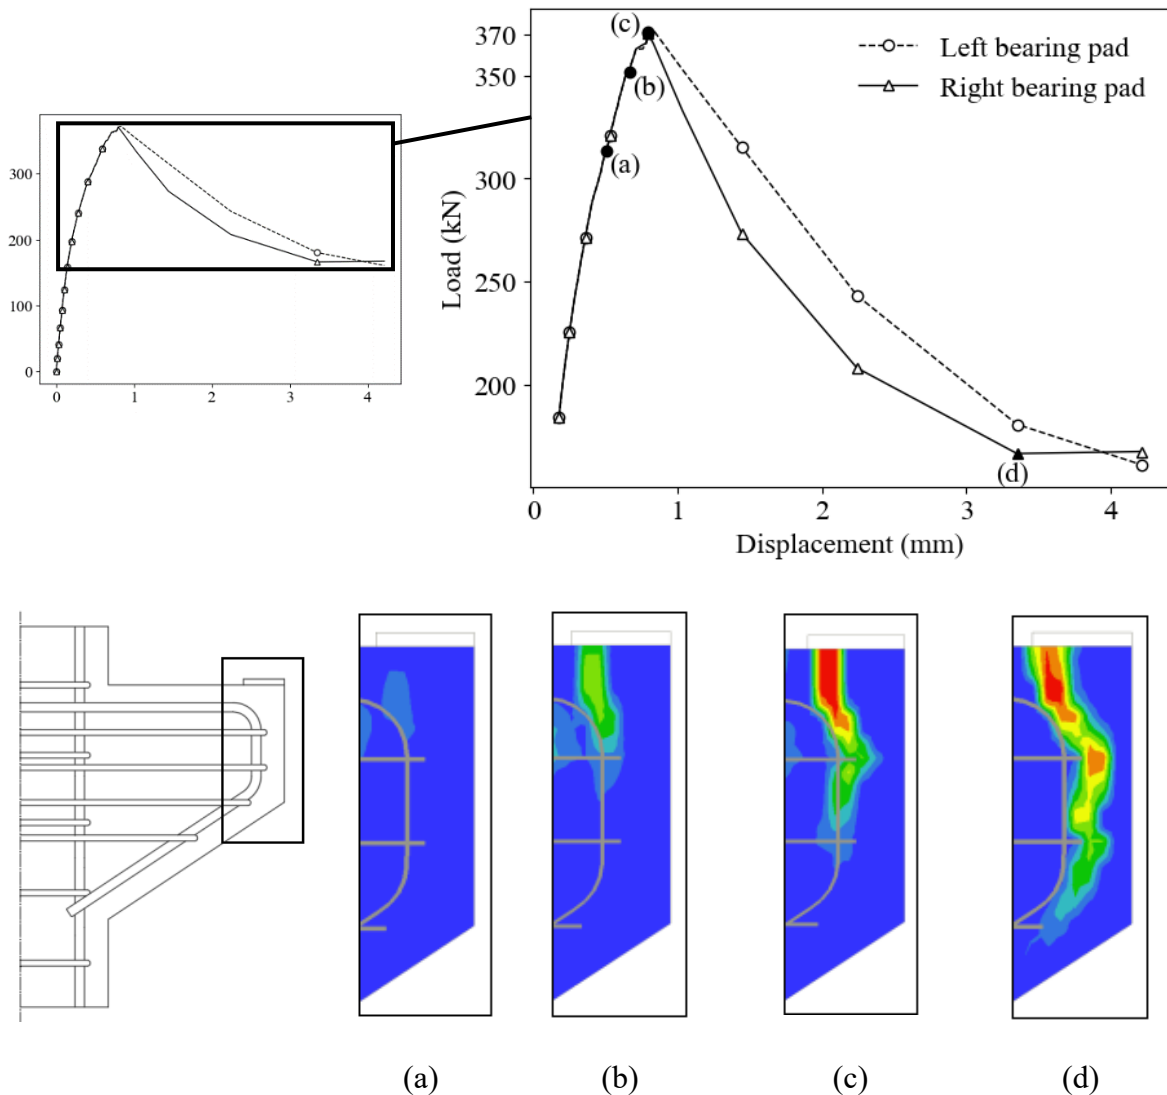 300
200
100
0
0
1
2
3
4
370
350
300
250
200
Load (kN)
0
1
2
3
4
Displacement (mm)
Left bearing pad
Right bearing pad
(c)
(b)
(a)
(d)
(a)
(b)
(c)
(d)